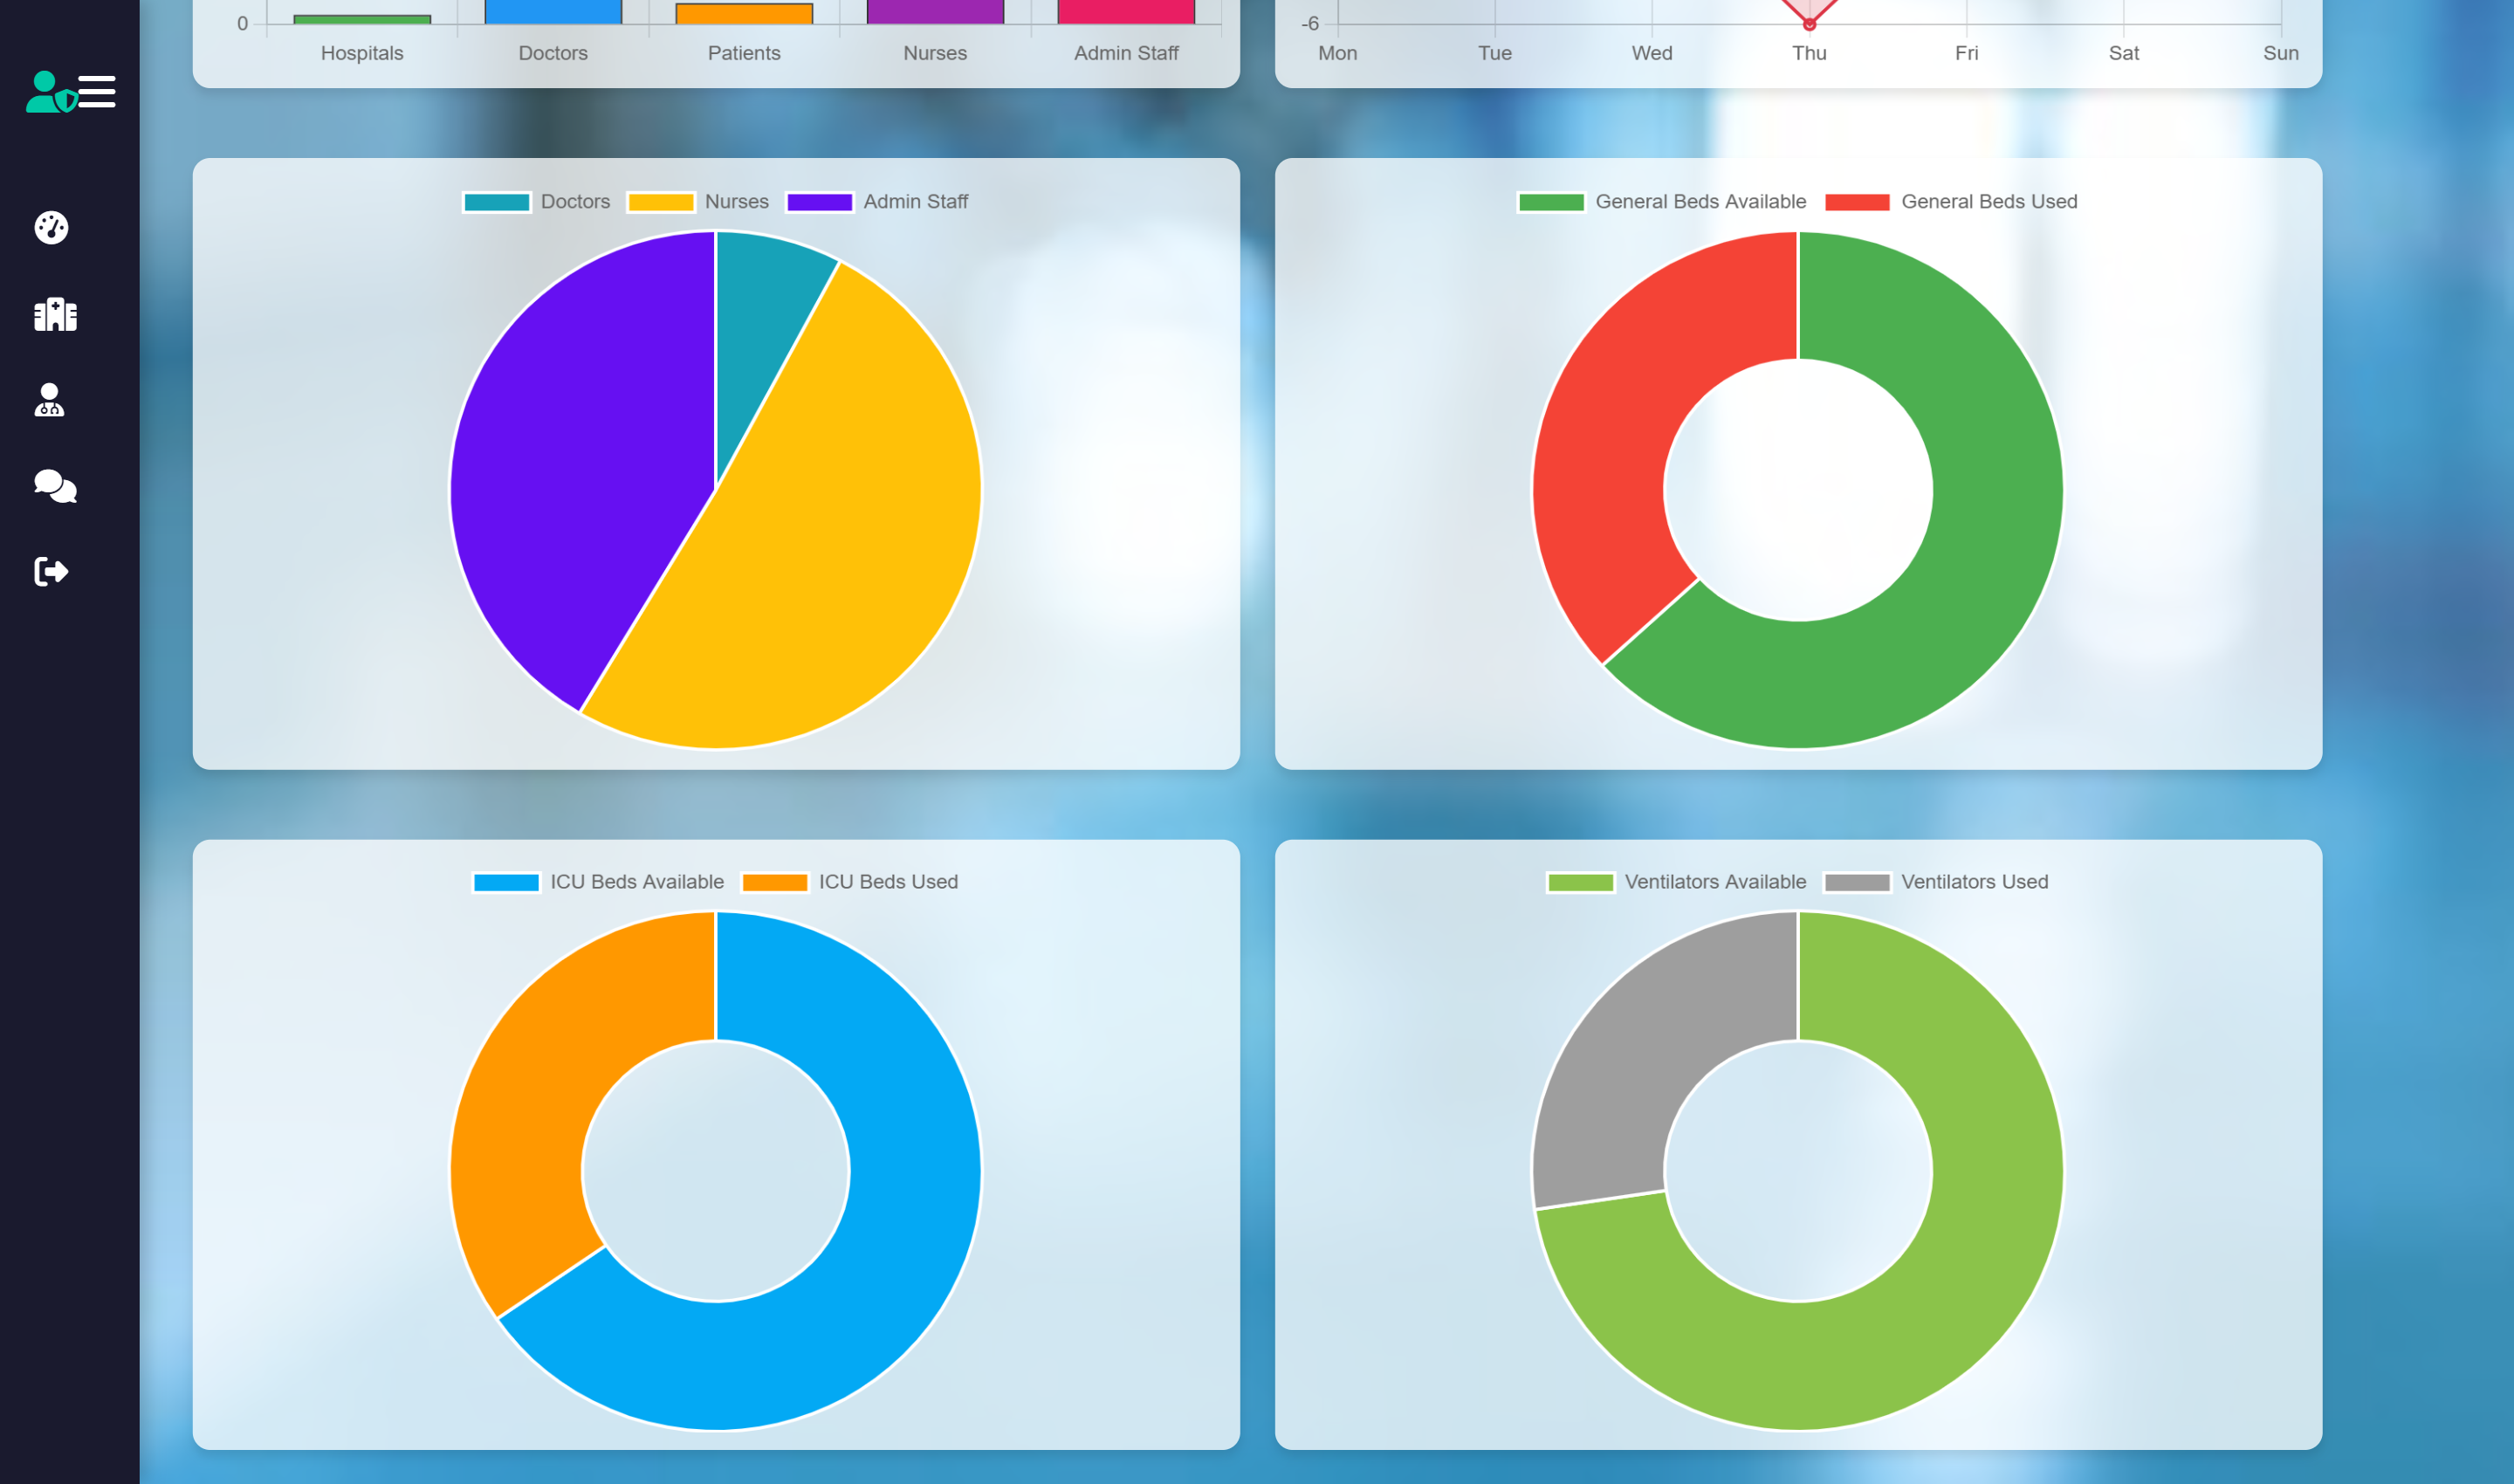 0
Hospitals Doctors Patients Nurses Admin Staff
-6
Mon Tue Wed Thu Fri Sat Sun
Doctors Nurses Admin Staff
General Beds Available General Beds Used
ICU Beds Available ICU Beds Used
Ventilators Available Ventilators Used